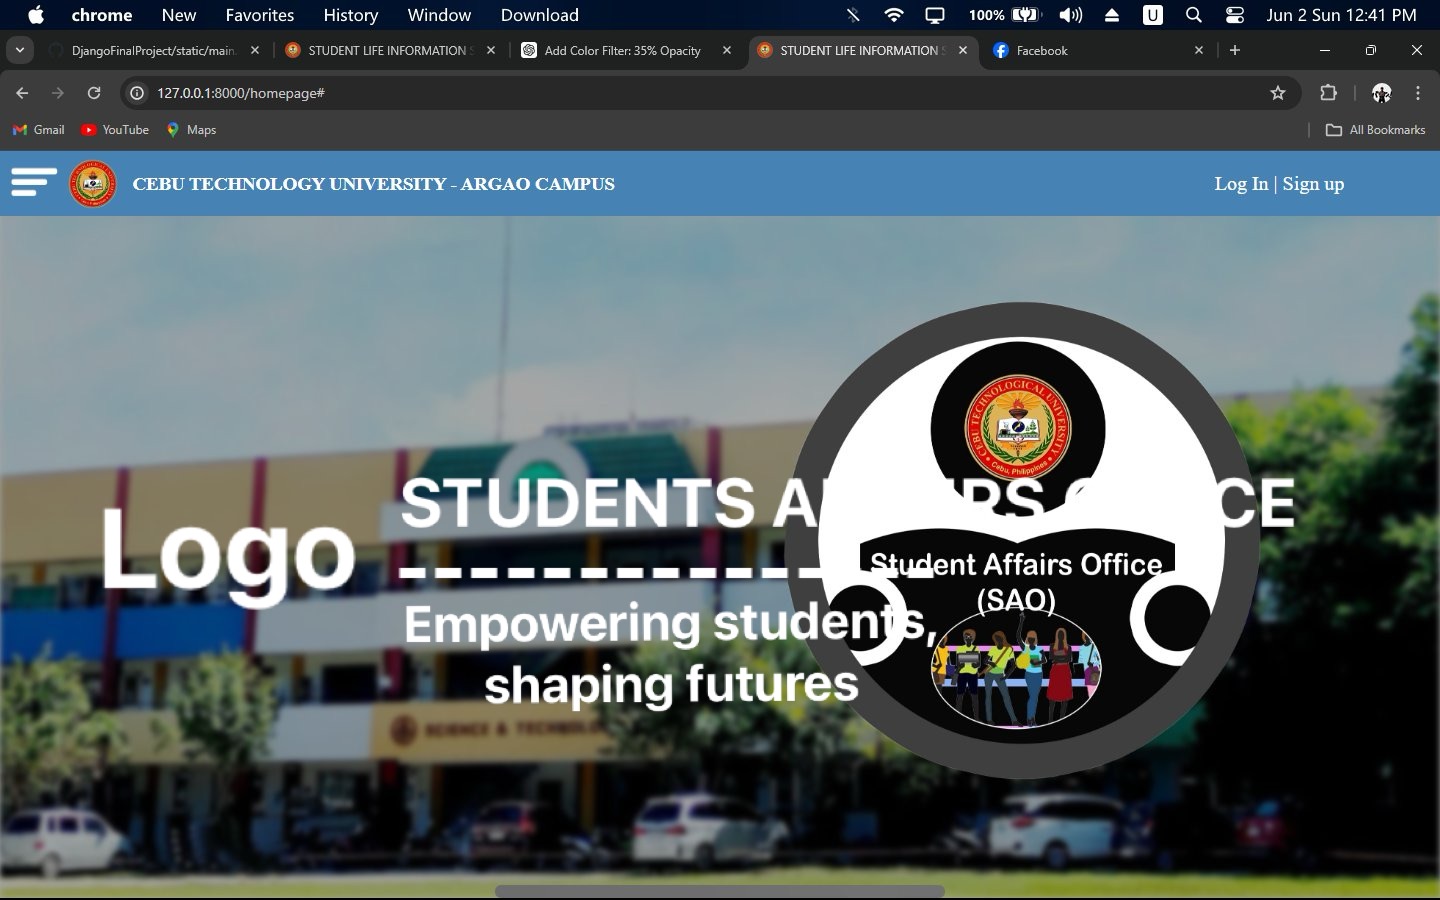 chrome New Favorites History Window Download 100% U Jun 2 Sun 12:41 PM
DjangoFinalProject/static/main STUDENT LIFE INFORMATION S Add Color Filter: 35% Opacity STUDENT LIFE INFORMATION S Facebook
127.0.0.1:8000/homepage#
Gmail YouTube Maps All Bookmarks
CEBU TECHNOLOGY UNIVERSITY - ARGAO CAMPUS Log In | Sign up
CEBU TECHNOLOGICAL UNIVERSITY
Cebu, Philippines
STUDENTS A RS CE
Logo
Student Affairs Office
(SAO)
Empowering students,
shaping futures
SCIENCE & TECHNOLO